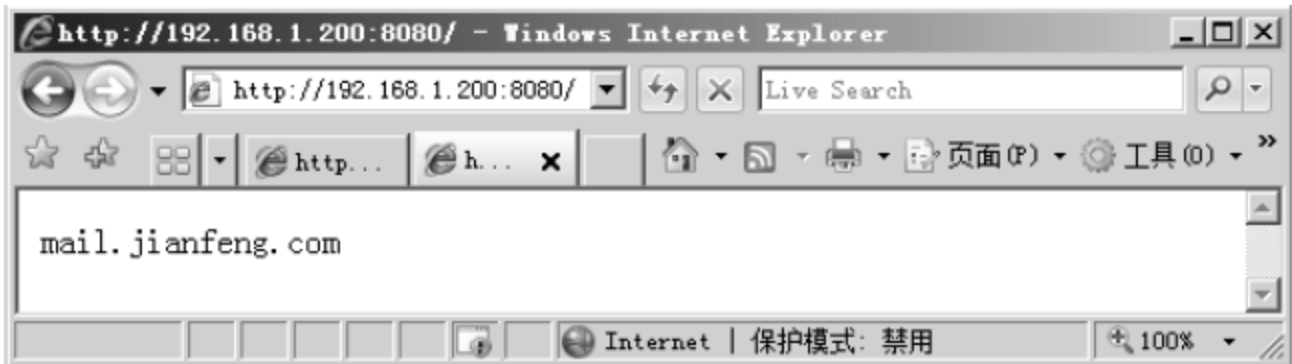 http://192.168.1.200:8080/ - Windows Internet Explorer
http://192.168.1.200:8080/ Live Search
http... h... 页面(P) 工具(O) »
mail.jianfeng.com
Internet | 保护模式: 禁用 100%